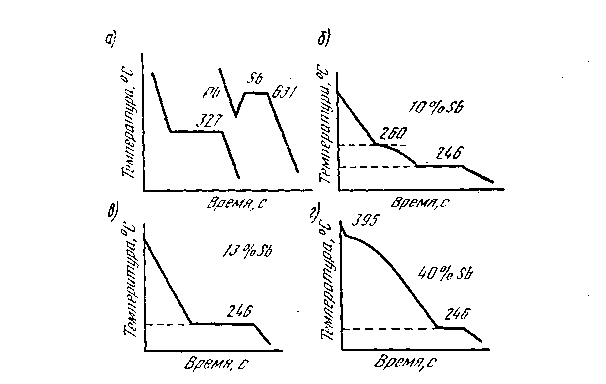 а)
Температура, °С
Pb
Sb
327
631
Время, с
б)
Температура, °С
10 % Sb
260
246
Время, с
в)
Температура, °С
13 % Sb
246
Время, с
г)
Температура, °С
395
40 % Sb
246
Время, с